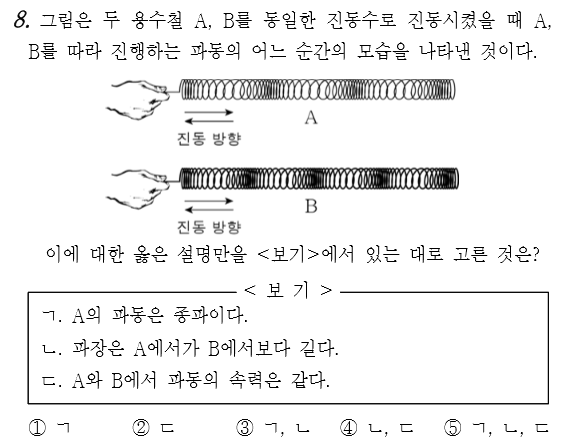 8. 그림은 두 용수철 A, B를 동일한 진동수로 진동시켰을 때 A,
B를 따라 진행하는 파동의 어느 순간의 모습을 나타낸 것이다.
진동 방향
A
진동 방향
B
이에 대한 옳은 설명만을 <보기>에서 있는 대로 고른 것은?
< 보 기 >
ㄱ. A의 파동은 종파이다.
ㄴ. 파장은 A에서가 B에서보다 길다.
ㄷ. A와 B에서 파동의 속력은 같다.
① ㄱ ② ㄷ ③ ㄱ, ㄴ ④ ㄴ, ㄷ ⑤ ㄱ, ㄴ, ㄷ